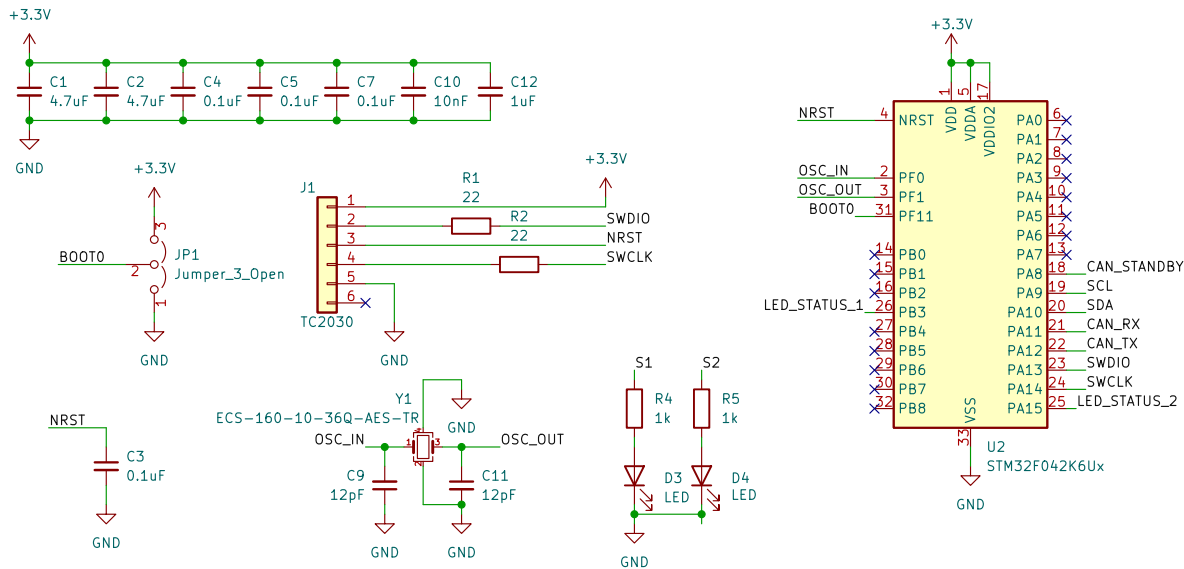 +3.3V
C1
4.7uF
C2
4.7uF
C4
0.1uF
C5
0.1uF
C7
0.1uF
C10
10nF
C12
1uF
GND
+3.3V
3
2
1
BOOT0
JP1
Jumper_3_Open
GND
J1
1
2
3
4
5
6
TC2030
R1
22
R2
22
+3.3V
SWDIO
NRST
SWCLK
GND
NRST
C3
0.1uF
GND
Y1
ECS-160-10-36Q-AES-TR
GND
OSC_IN
1
2
3
4
OSC_OUT
C9
12pF
C11
12pF
GND
GND
S1
S2
R4
1k
R5
1k
D3
LED
D4
LED
GND
+3.3V
1
5
17
VDD
VDDA
VDDIO2
NRST
4
NRST
OSC_IN
2
PF0
OSC_OUT
3
PF1
BOOT0
31
PF11
14
PB0
15
PB1
16
PB2
LED_STATUS_1
26
PB3
27
PB4
28
PB5
29
PB6
30
PB7
32
PB8
PA0
6
PA1
7
PA2
8
PA3
9
PA4
10
PA5
11
PA6
12
PA7
13
PA8
18
CAN_STANDBY
PA9
19
SCL
PA10
20
SDA
PA11
21
CAN_RX
PA12
22
CAN_TX
PA13
23
SWDIO
PA14
24
SWCLK
PA15
25
LED_STATUS_2
VSS
33
U2
STM32F042K6Ux
GND